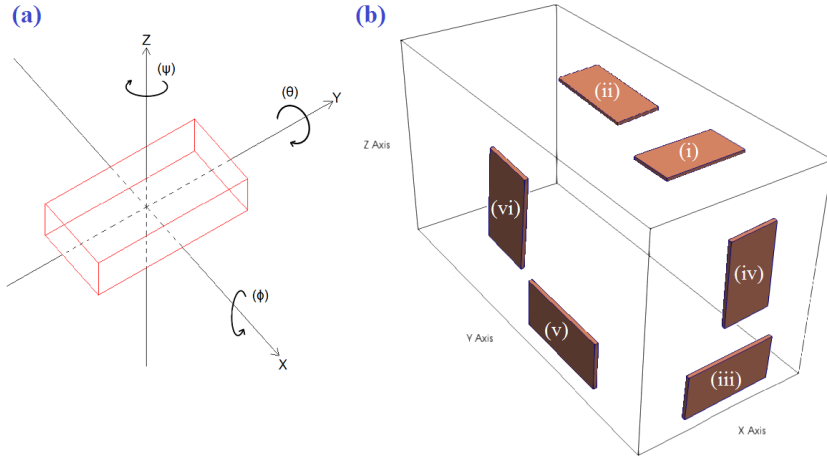 (a)
Z
(ψ)
(θ)
Y
(ϕ)
X
(b)
Z Axis
(ii)
(i)
(vi)
(iv)
(v)
Y Axis
(iii)
X Axis